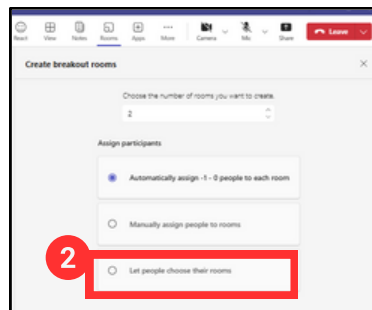 React View Notes Rooms Apps More Camera Mic Share Leave
Create breakout rooms
Choose the number of rooms you want to create.
2
Assign participants
Automatically assign -1 - 0 people to each room
Manually assign people to rooms
2
Let people choose their rooms